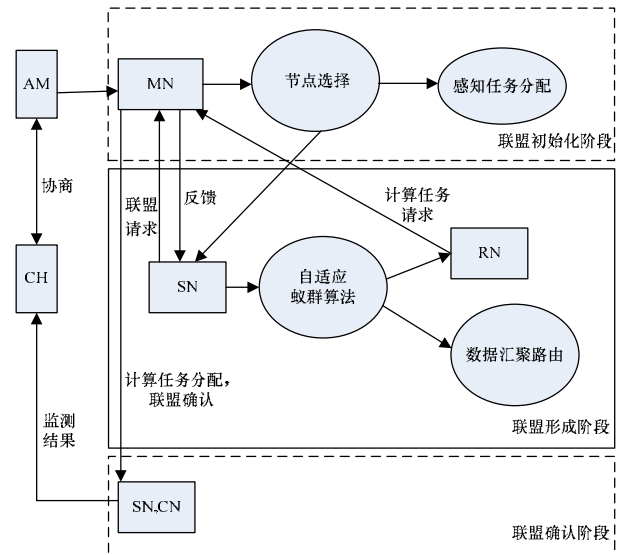 AM
MN
节点选择
感知任务分配
联盟初始化阶段
协商
联盟
请求
反馈
计算任务
请求
CH
SN
自适应
蚁群算法
RN
数据汇聚路由
计算任务分配，
联盟确认
联盟形成阶段
监测
结果
SN,CN
联盟确认阶段